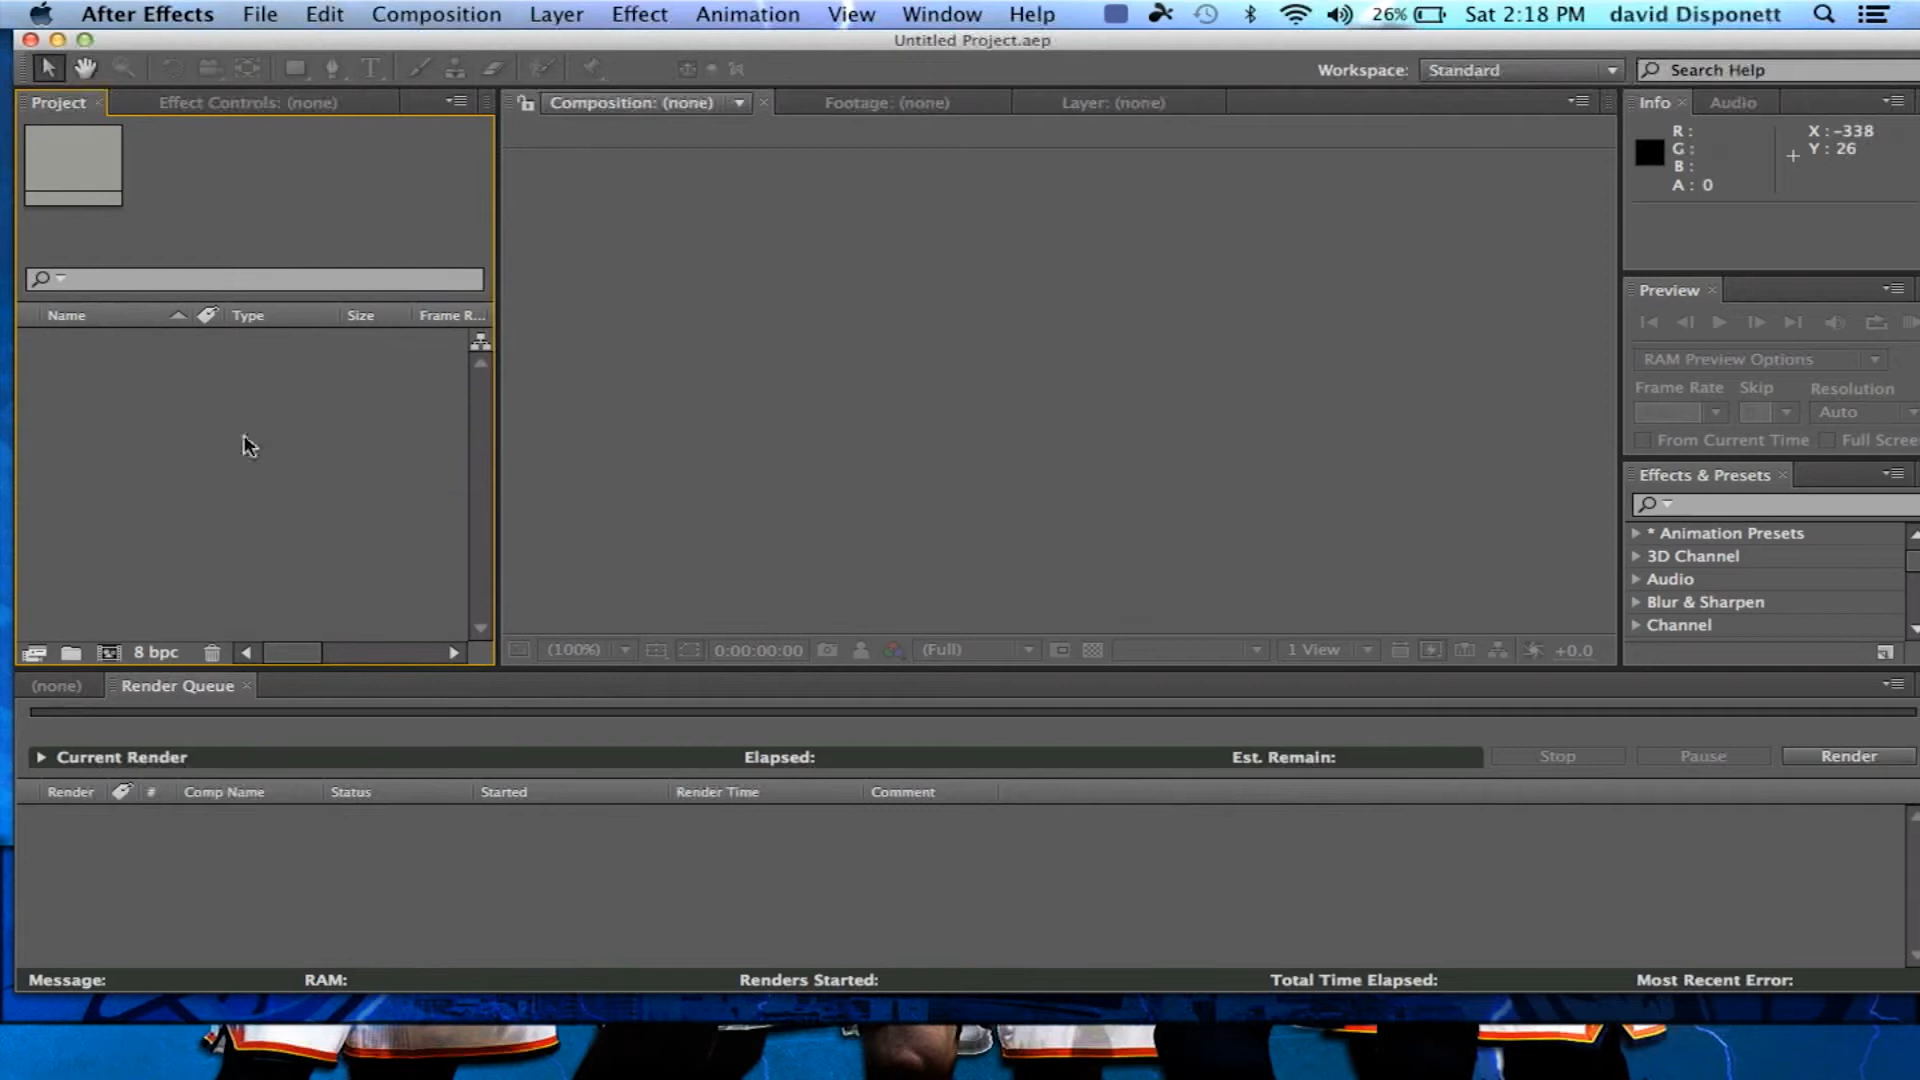 After Effects File Edit Composition Layer Effect Animation View Window Help 26% Sat 2:18 PM david Disponett
Untitled Project.aep
T Workspace: Standard Search Help
Project Effect Controls: (none) Composition: (none) Footage: (none) Layer: (none) Info Audio
R : X : -338
G : Y : 26
B :
A : 0
Preview
Name Type Size Frame R...
RAM Preview Options
Frame Rate Skip Resolution
Auto
From Current Time Full Scree
Effects & Presets
* Animation Presets
3D Channel
Audio
Blur & Sharpen
Channel
8 bpc (100%) 0:00:00:00 (Full) 1 View +0.0
(none) Render Queue
Current Render Elapsed: Est. Remain: Stop Pause Render
Render # Comp Name Status Started Render Time Comment
Message: RAM: Renders Started: Total Time Elapsed: Most Recent Error: